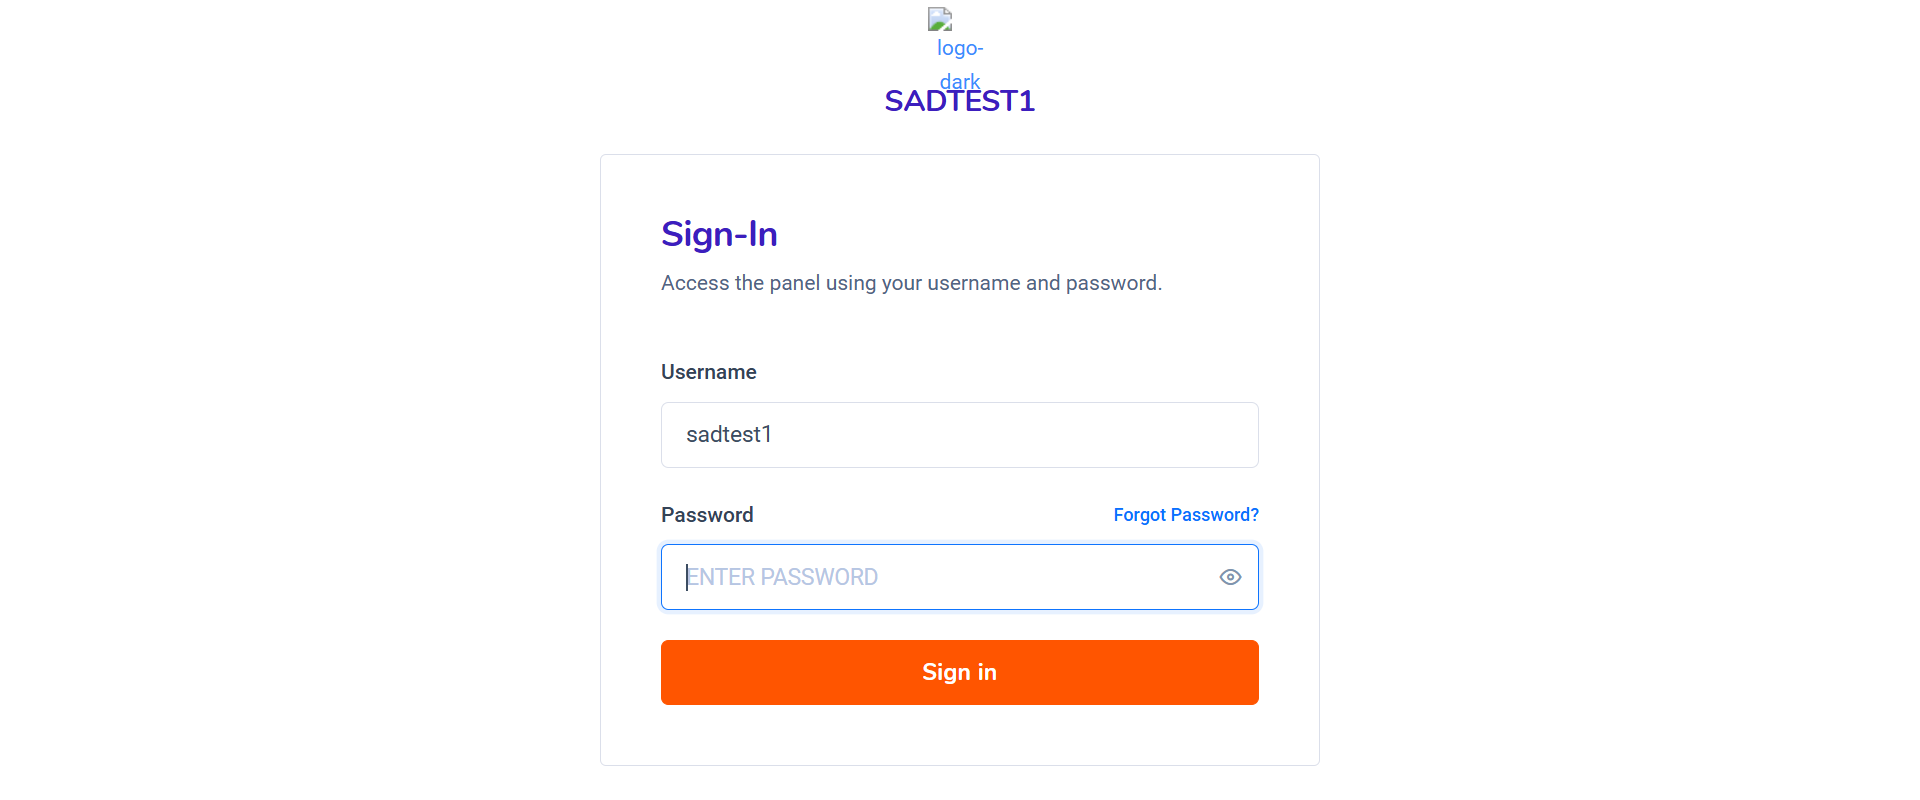 logo-
dark
SADTEST1
Sign-In
Access the panel using your username and password.
Username
sadtest1
Password
Forgot Password?
ENTER PASSWORD
Sign in